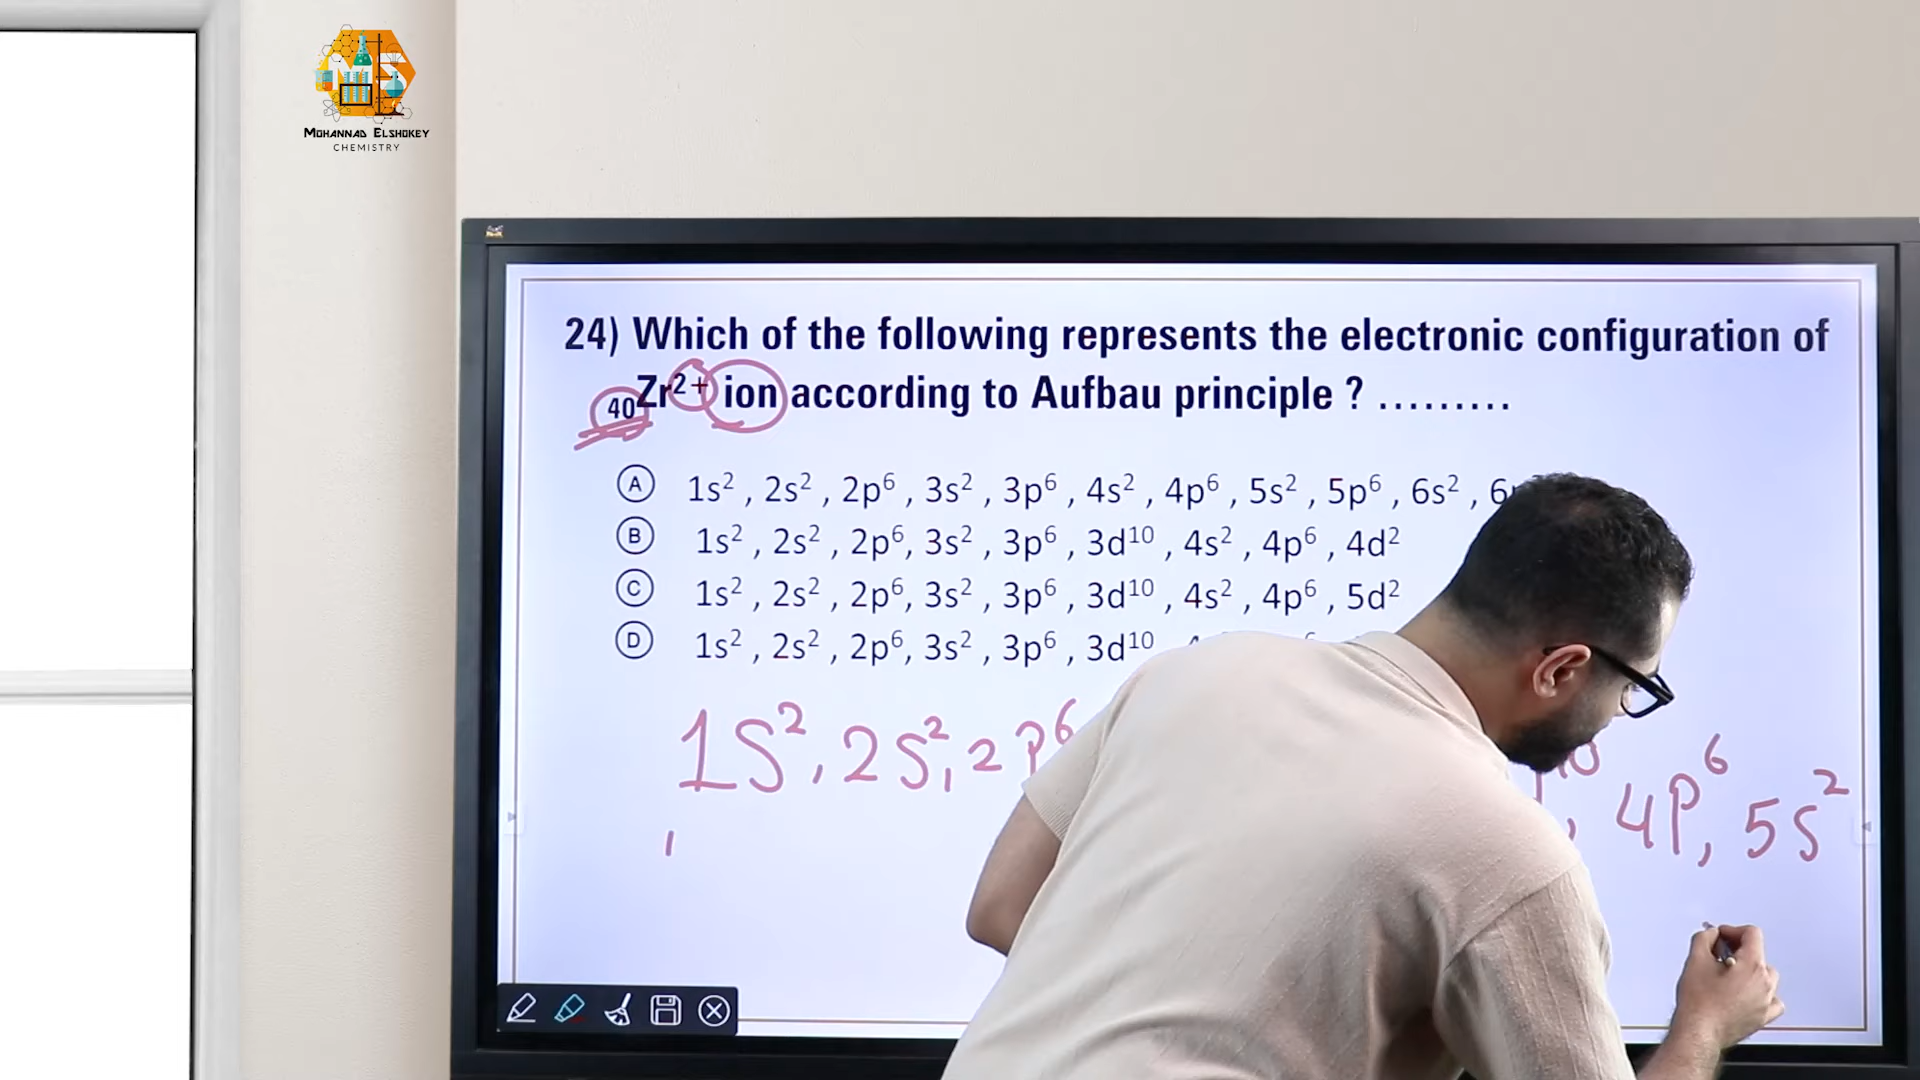 MOHANNAD ELSHOKEY
CHEMISTRY
24) Which of the following represents the electronic configuration of
₄₀Zr²⁺ ion according to Aufbau principle ? .........
A 1s² , 2s² , 2p⁶ , 3s² , 3p⁶ , 4s² , 4p⁶ , 5s² , 5p⁶ , 6s² ,
B 1s² , 2s² , 2p⁶, 3s² , 3p⁶ , 3d¹⁰ , 4s² , 4p⁶ , 4d²
C 1s² , 2s² , 2p⁶, 3s² , 3p⁶ , 3d¹⁰ , 4s² , 4p⁶ , 5d²
D 1s² , 2s² , 2p⁶, 3s² , 3p⁶ , 3d¹⁰
1S², 2S², 2P⁶ , 4P⁶, 5S²